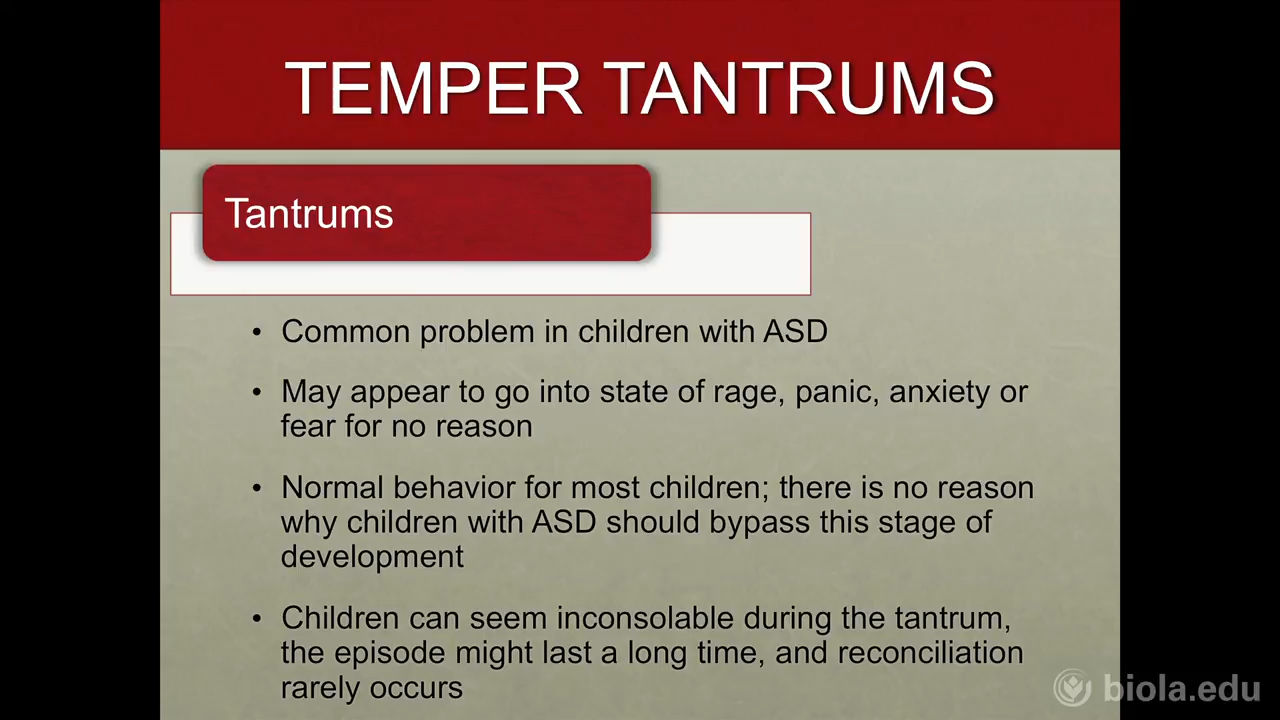 TEMPER TANTRUMS
Tantrums
• Common problem in children with ASD
• May appear to go into state of rage, panic, anxiety or
fear for no reason
• Normal behavior for most children; there is no reason
why children with ASD should bypass this stage of
development
• Children can seem inconsolable during the tantrum,
the episode might last a long time, and reconciliation
rarely occurs
biola.edu